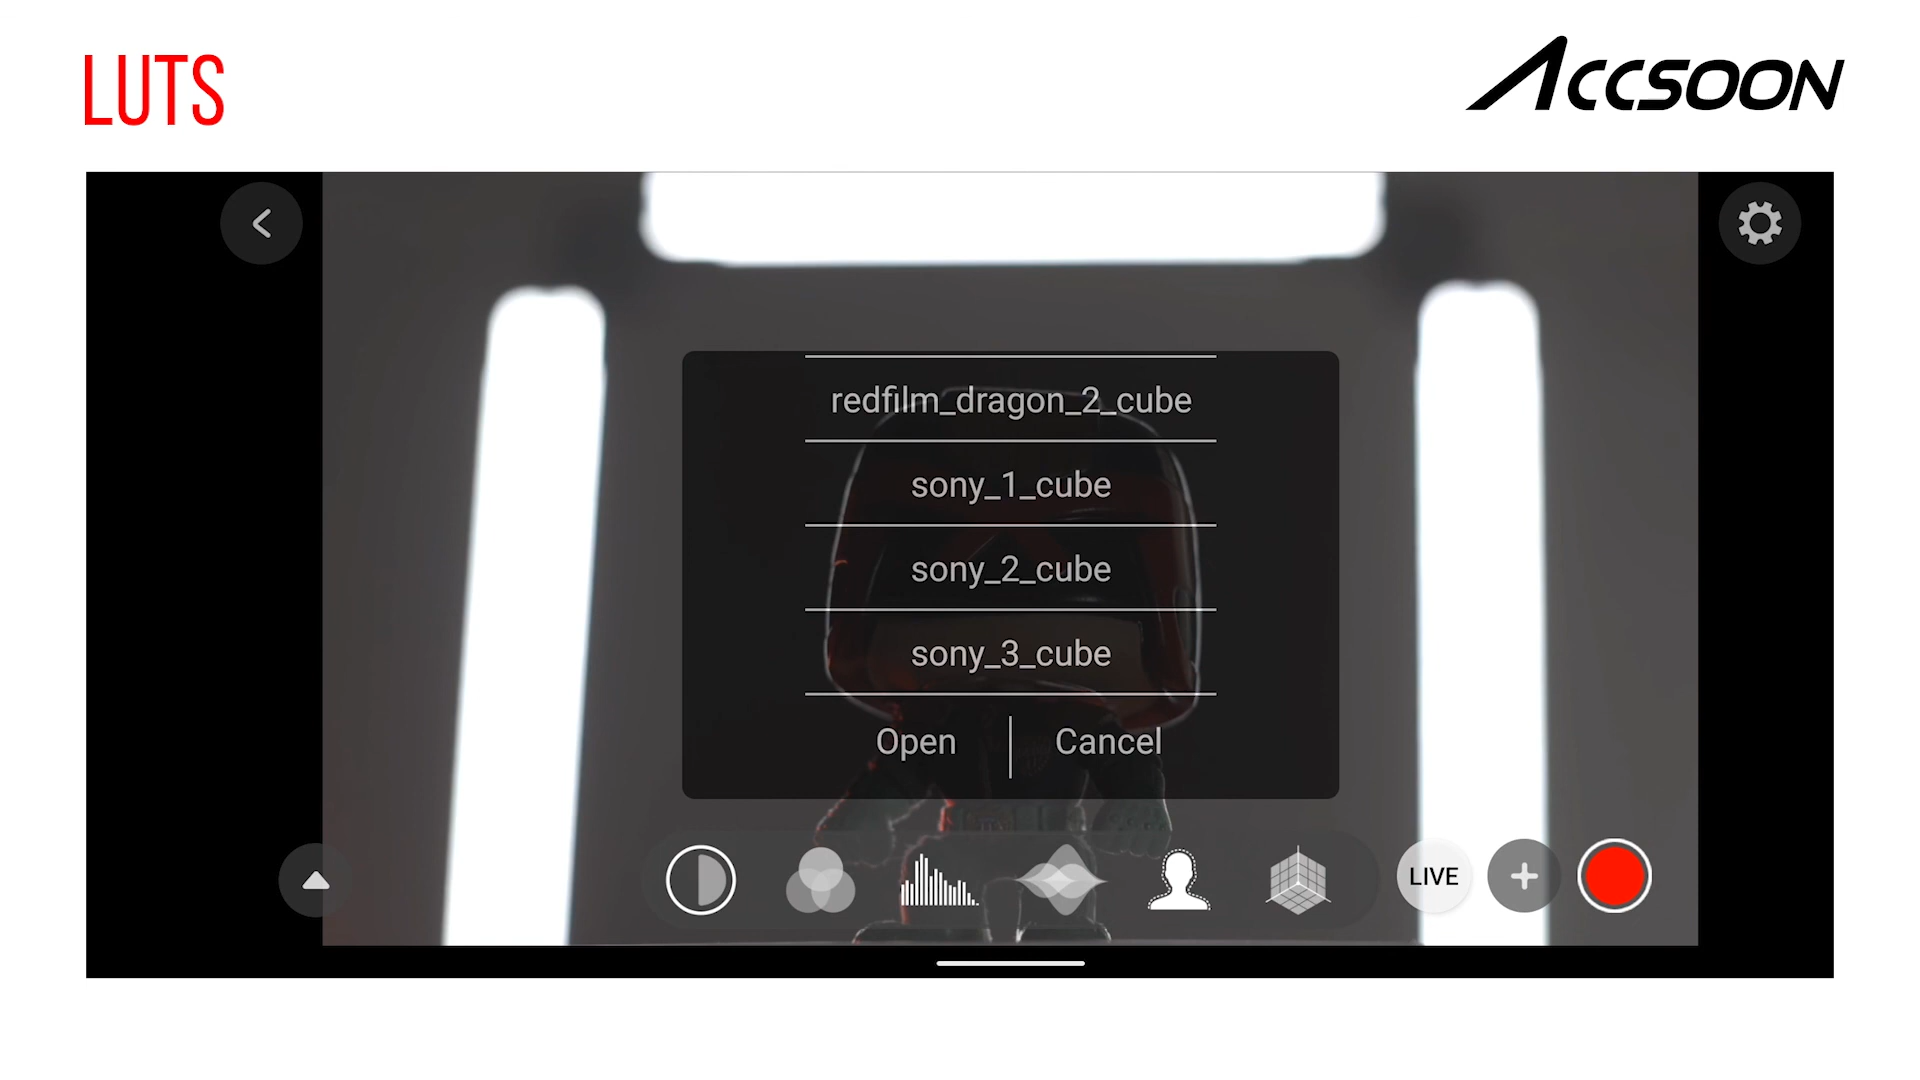 LUTS
ACCSOON
redfilm_dragon_2_cube
sony_1_cube
sony_2_cube
sony_3_cube
Open | Cancel
LIVE